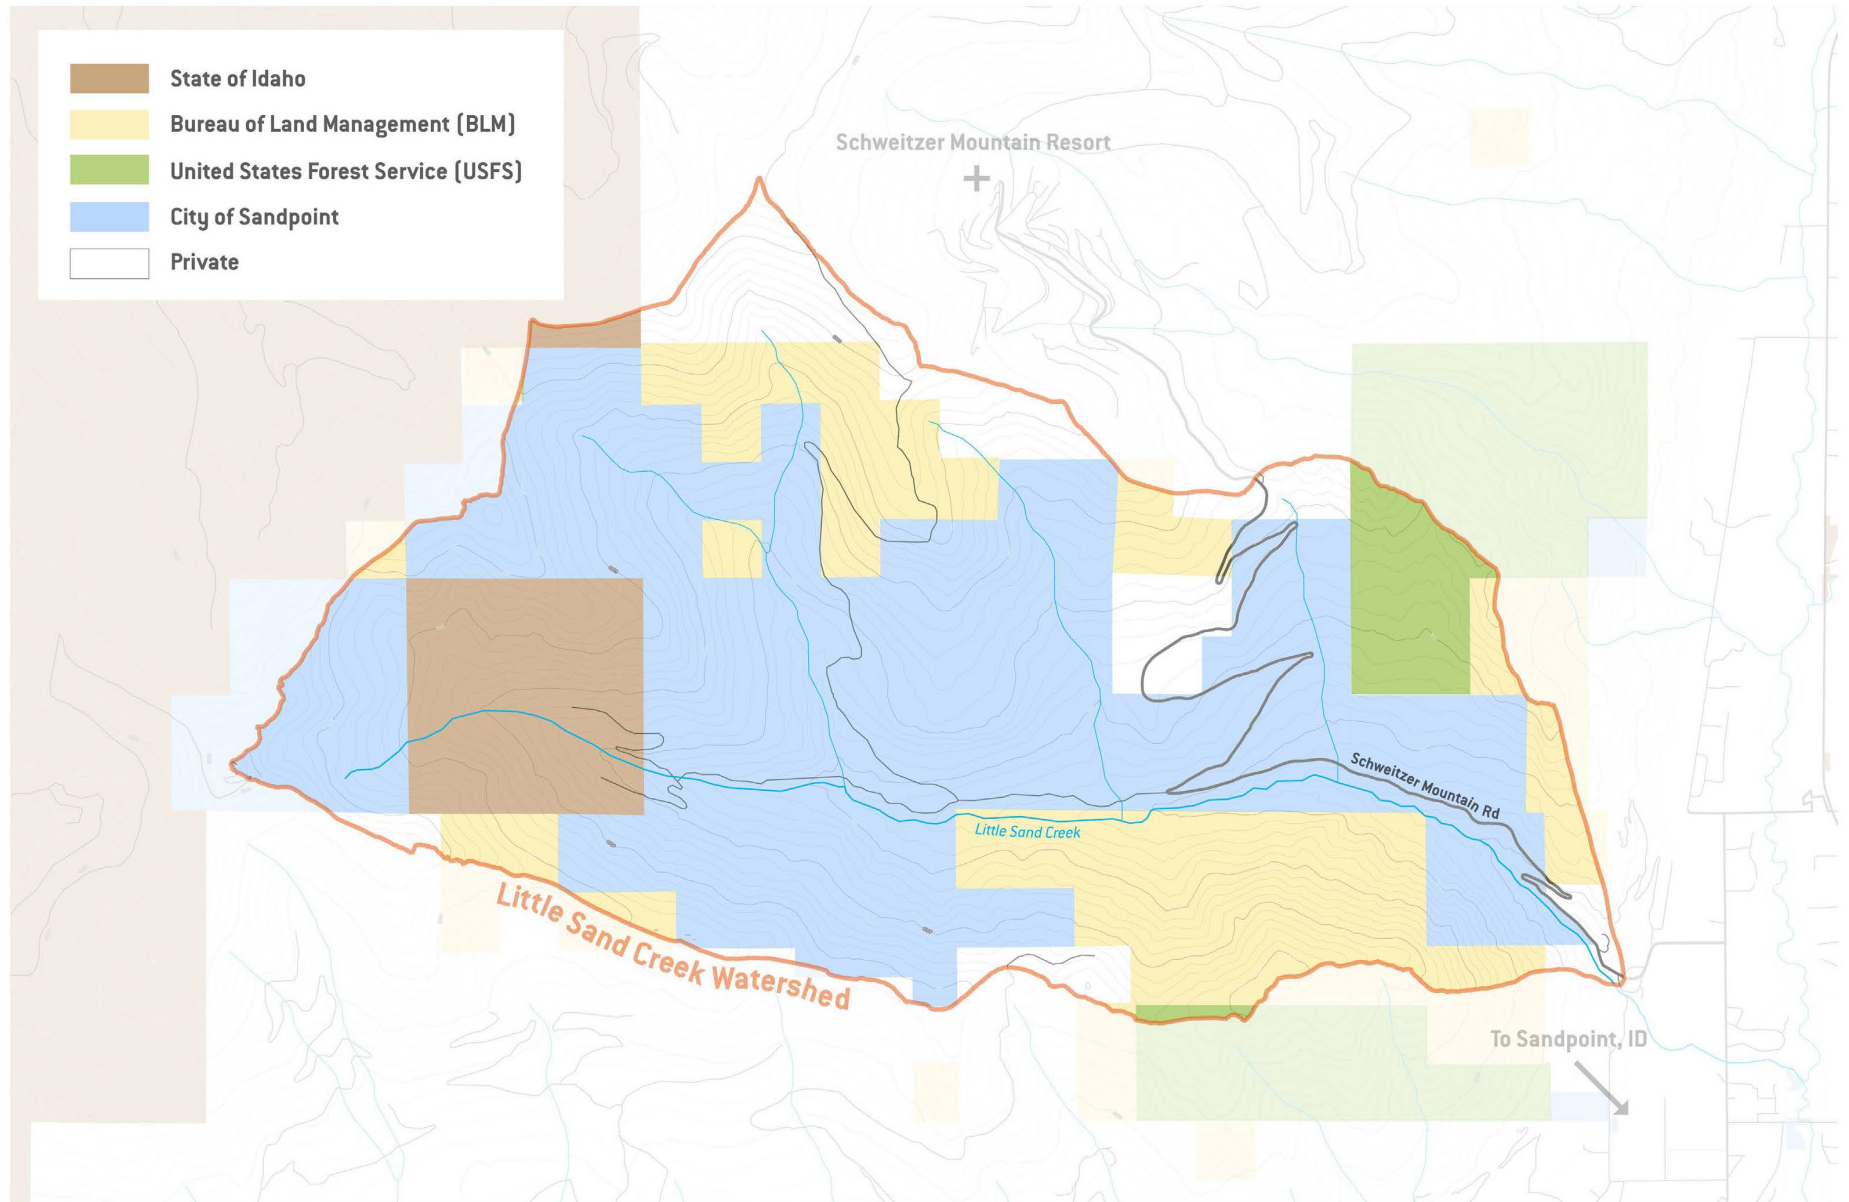 State of Idaho
Bureau of Land Management (BLM)
United States Forest Service (USFS)
City of Sandpoint
Private
Schweitzer Mountain Resort
Schweitzer Mountain Rd
Little Sand Creek
Little Sand Creek Watershed
To Sandpoint, ID